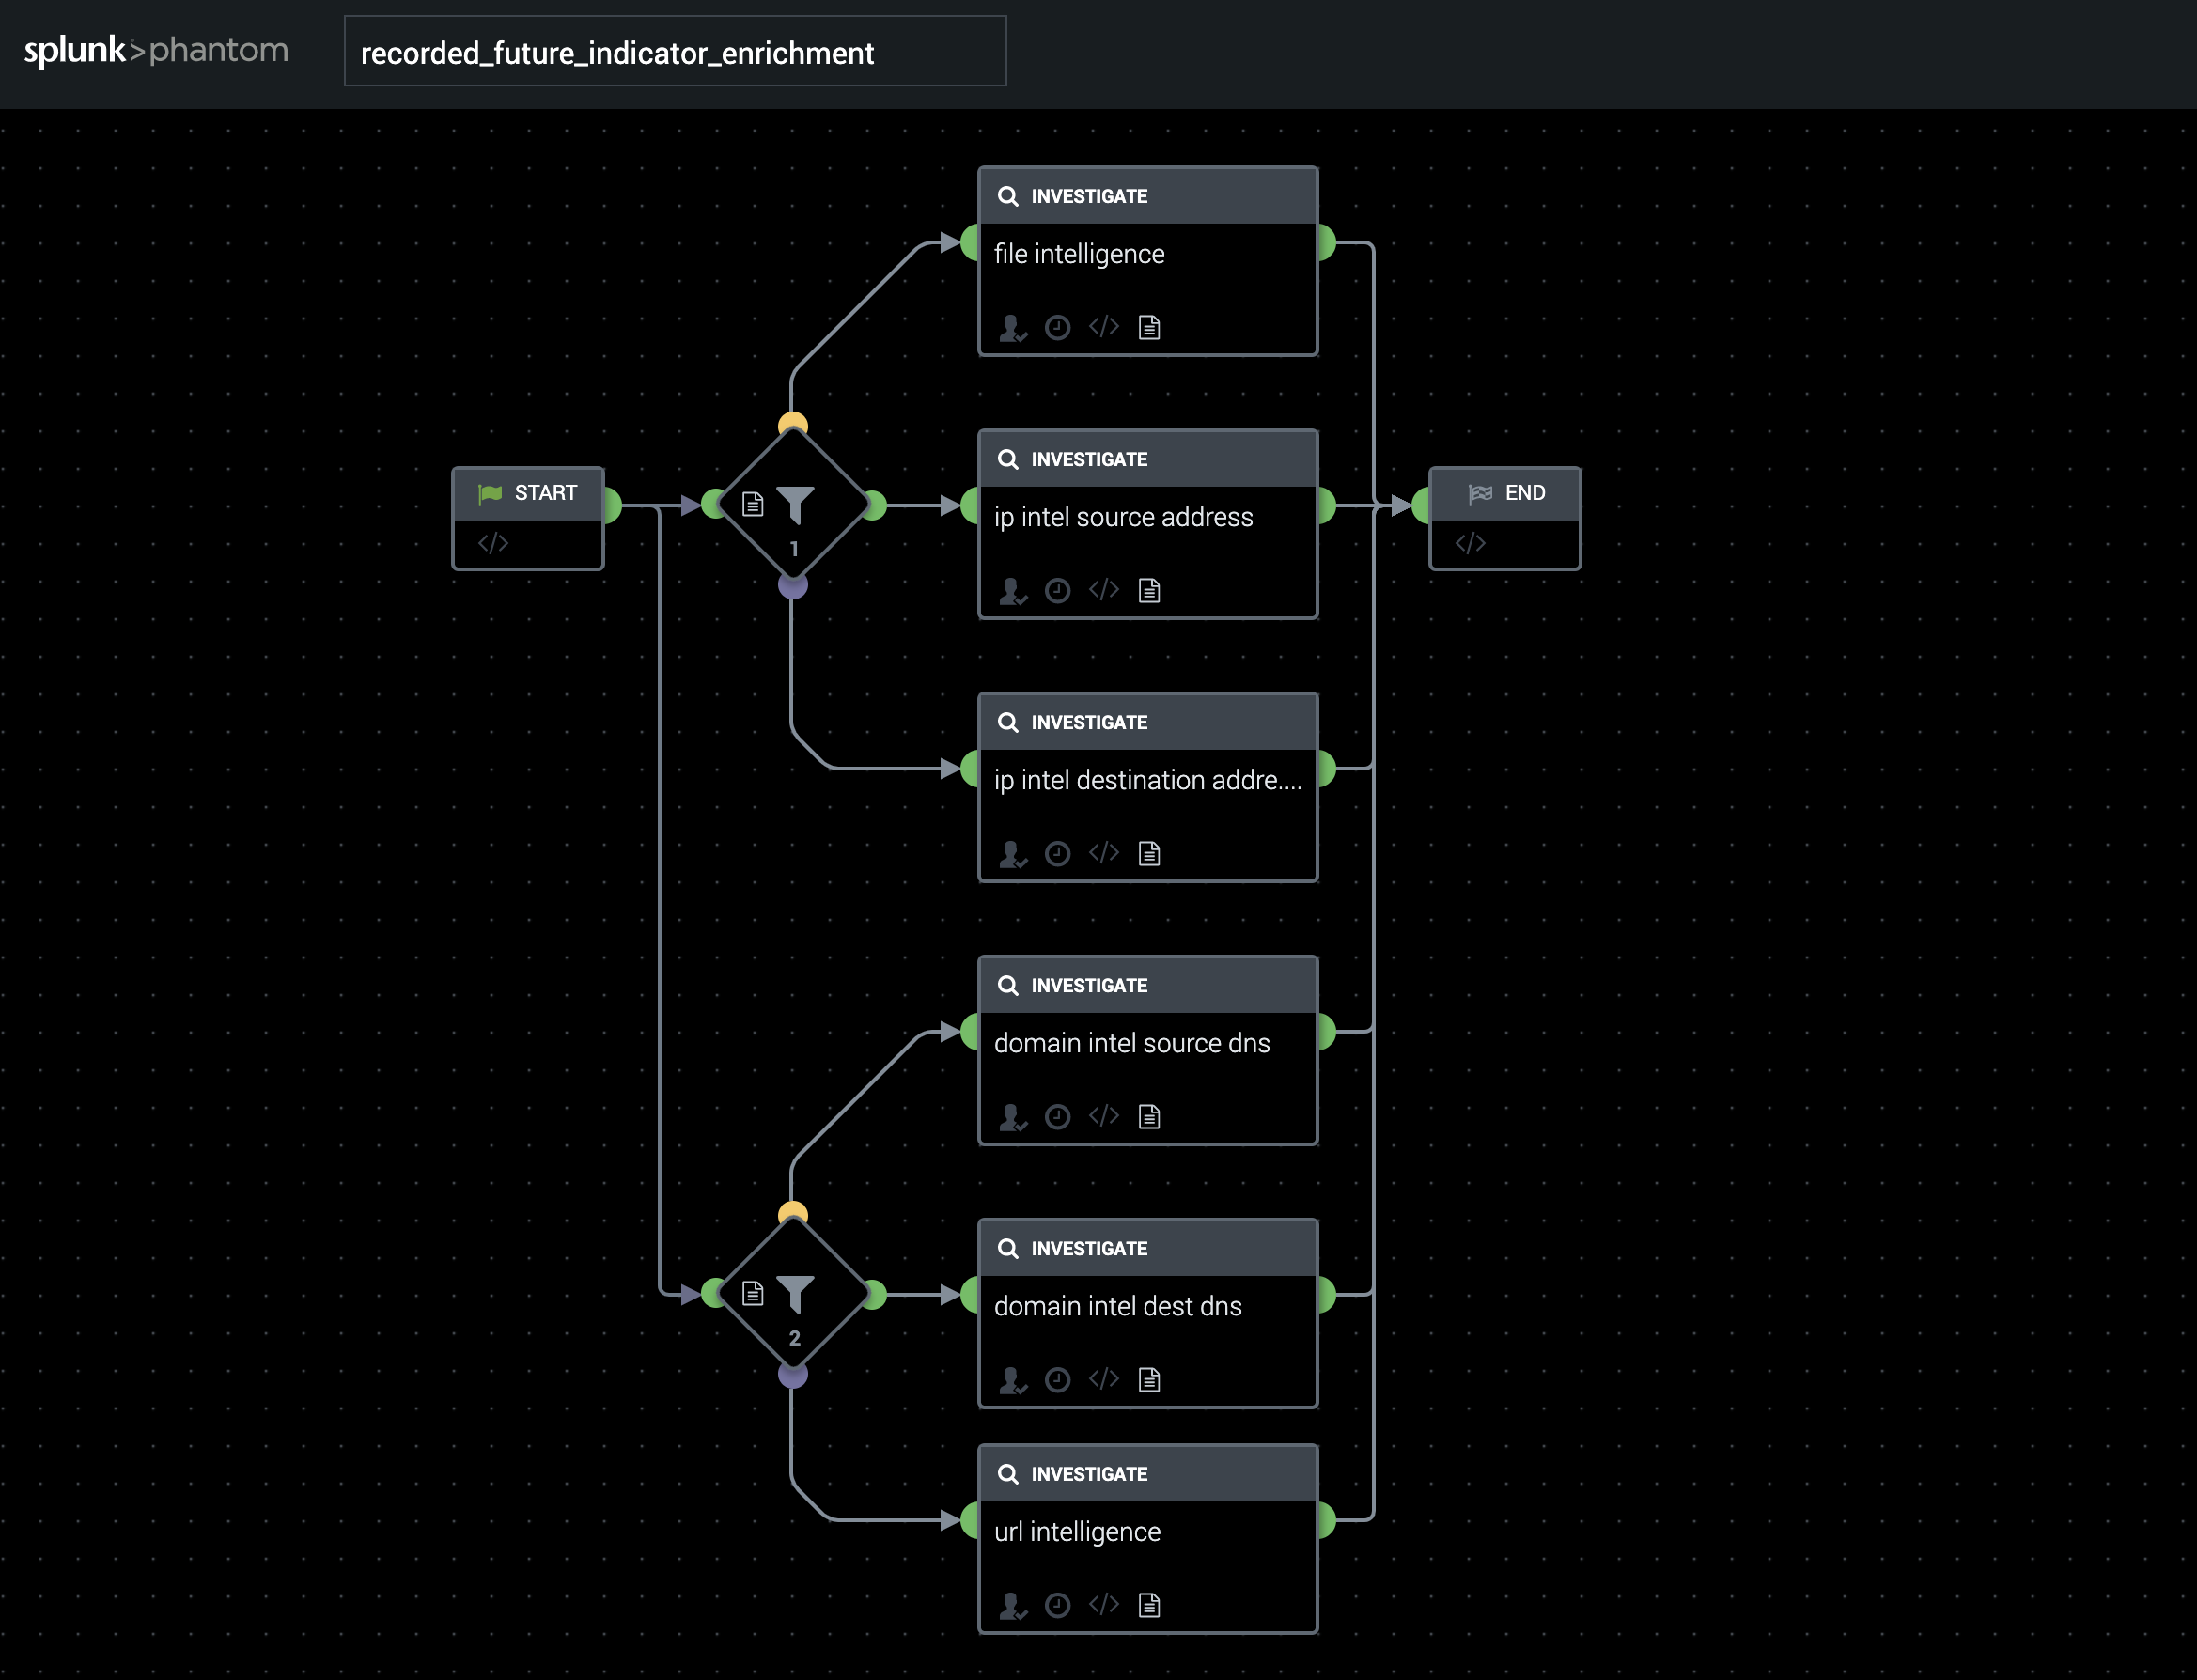 splunk>phantom
recorded_future_indicator_enrichment
INVESTIGATE
file intelligence
</>
START
</>
1
INVESTIGATE
ip intel source address
</>
END
</>
INVESTIGATE
ip intel destination addre....
</>
INVESTIGATE
domain intel source dns
</>
2
INVESTIGATE
domain intel dest dns
</>
INVESTIGATE
url intelligence
</>